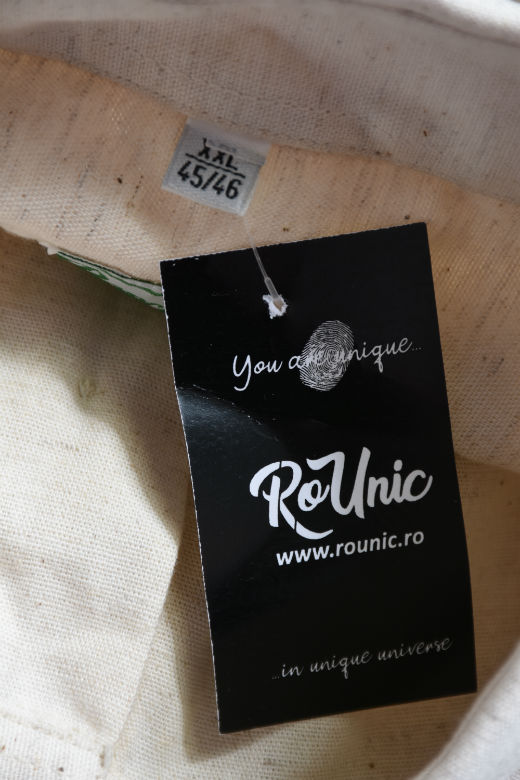 XXL
45/46
You are unique...
RoUnic
www.rounic.ro
...in unique universe